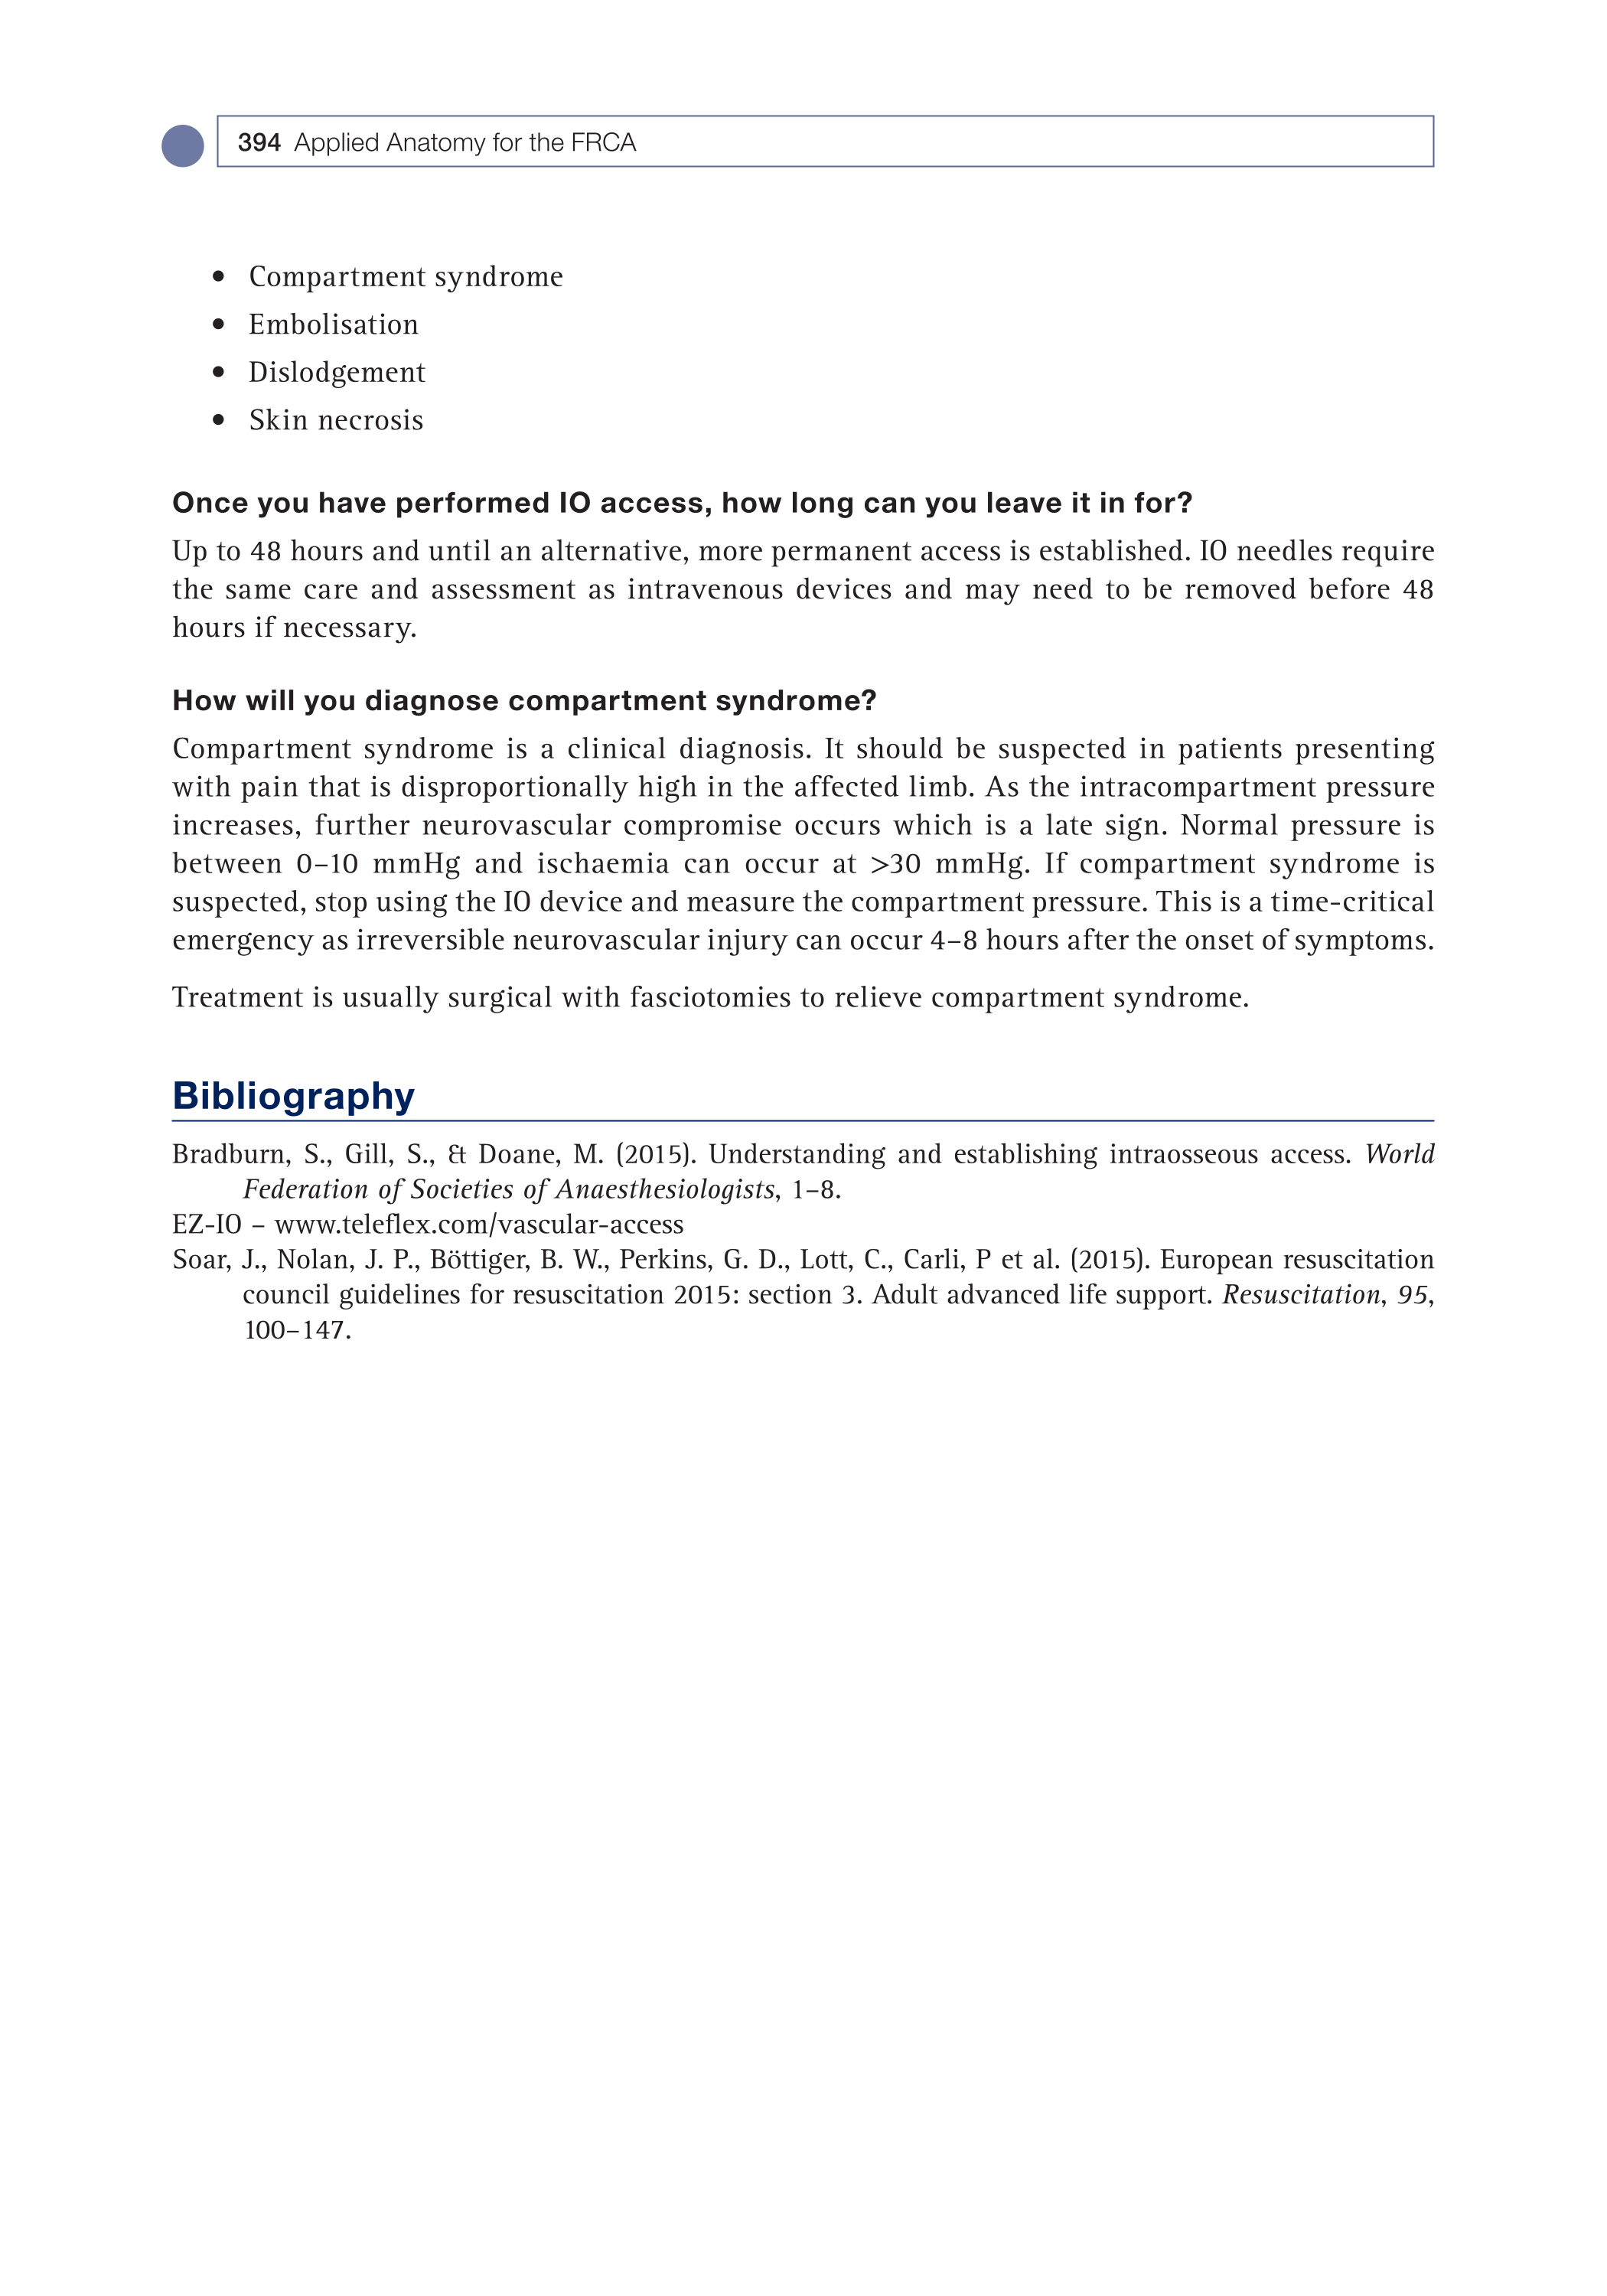 394 Applied Anatomy for the FRCA
• Compartment syndrome
• Embolisation
• Dislodgement
• Skin necrosis
Once you have performed IO access, how long can you leave it in for?
Up to 48 hours and until an alternative, more permanent access is established. IO needles require
the same care and assessment as intravenous devices and may need to be removed before 48
hours if necessary.
How will you diagnose compartment syndrome?
Compartment syndrome is a clinical diagnosis. It should be suspected in patients presenting
with pain that is disproportionally high in the affected limb. As the intracompartment pressure
increases, further neurovascular compromise occurs which is a late sign. Normal pressure is
between 0–10 mmHg and ischaemia can occur at >30 mmHg. If compartment syndrome is
suspected, stop using the IO device and measure the compartment pressure. This is a time-critical
emergency as irreversible neurovascular injury can occur 4–8 hours after the onset of symptoms.
Treatment is usually surgical with fasciotomies to relieve compartment syndrome.
Bibliography
Bradburn, S., Gill, S., & Doane, M. (2015). Understanding and establishing intraosseous access. World
Federation of Societies of Anaesthesiologists, 1–8.
EZ-IO – www.teleflex.com/vascular-access
Soar, J., Nolan, J. P., Böttiger, B. W., Perkins, G. D., Lott, C., Carli, P et al. (2015). European resuscitation
council guidelines for resuscitation 2015: section 3. Adult advanced life support. Resuscitation, 95,
100–147.